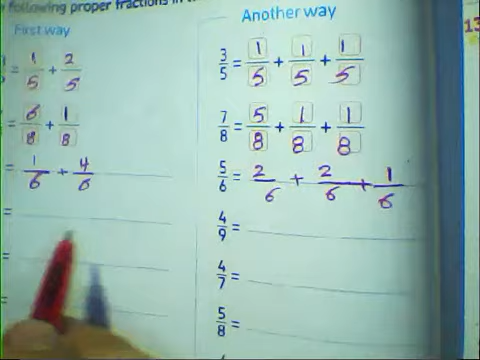 following proper fractions in
First way
Another way
= 1/5 + 2/5
3/5 = 1/5 + 1/5 + 1/5
= 6/8 + 1/8
7/8 = 5/8 + 1/8 + 1/8
= 1/6 + 4/6
5/6 = 2/6 + 2/6 + 1/6
=
4/9 =
=
4/7 =
=
5/8 =
13